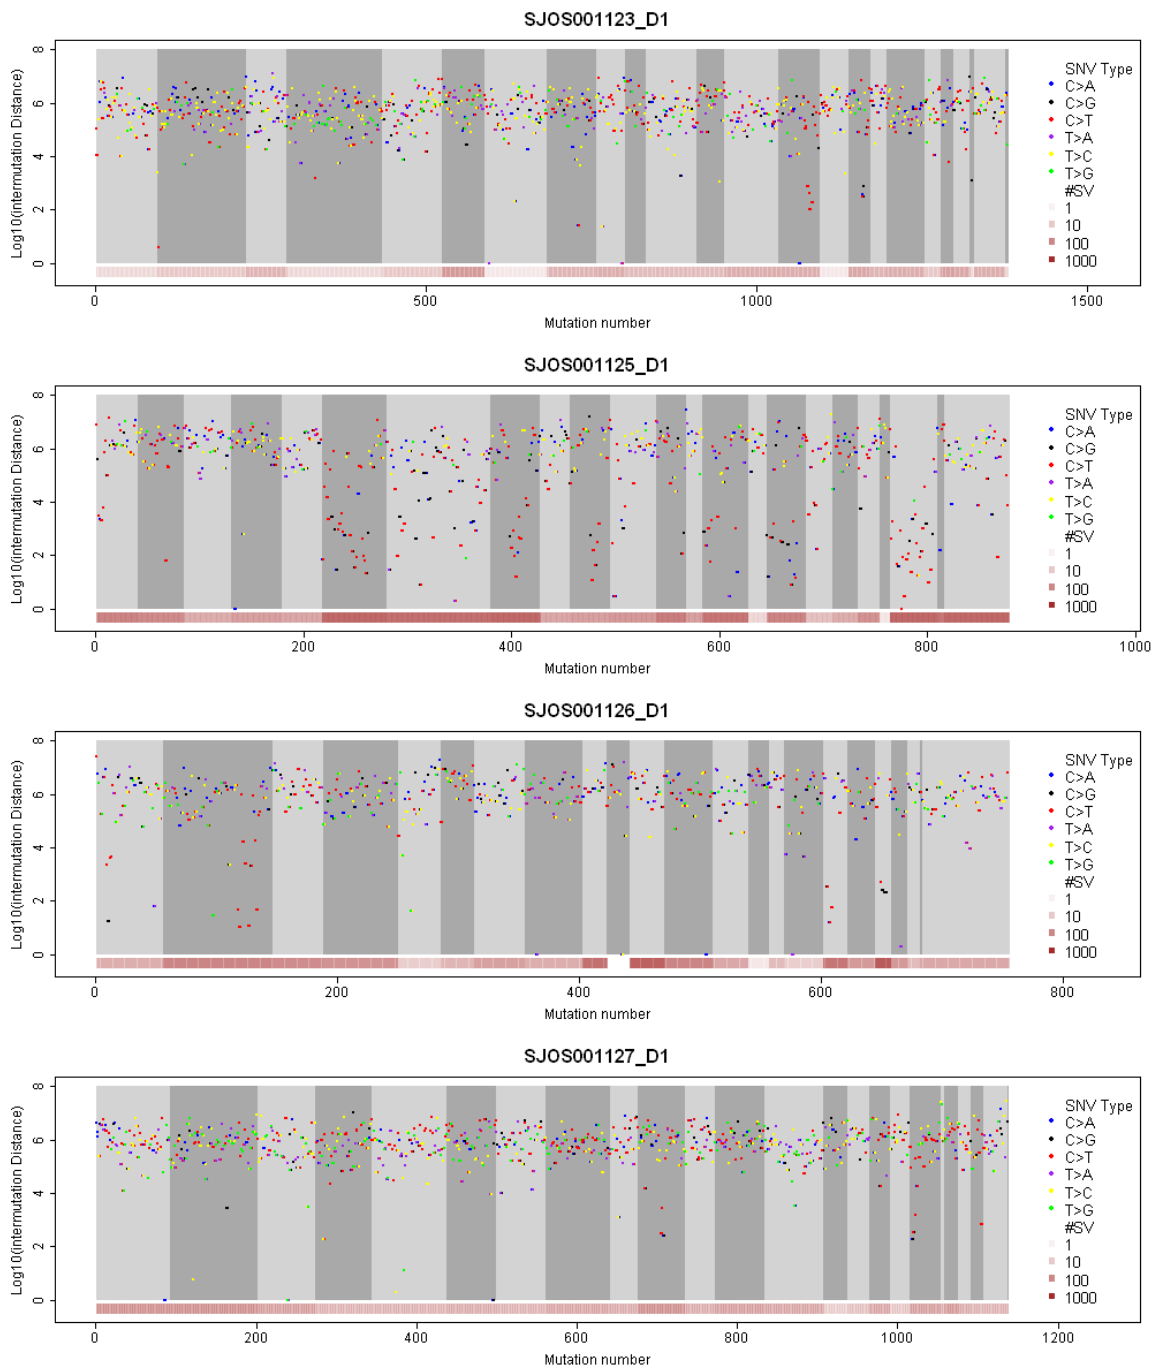 SJOS001123_D1
Log10(intermutation Distance)
8
6
4
2
0
SNV Type
C>A
C>G
C>T
T>A
T>C
T>G
#SV
1
10
100
1000
0 500 1000 1500
Mutation number
SJOS001125_D1
Log10(intermutation Distance)
8
6
4
2
0
SNV Type
C>A
C>G
C>T
T>A
T>C
T>G
#SV
1
10
100
1000
0 200 400 600 800 1000
Mutation number
SJOS001126_D1
Log10(intermutation Distance)
8
6
4
2
0
SNV Type
C>A
C>G
C>T
T>A
T>C
T>G
#SV
1
10
100
1000
0 200 400 600 800
Mutation number
SJOS001127_D1
Log10(intermutation Distance)
8
6
4
2
0
SNV Type
C>A
C>G
C>T
T>A
T>C
T>G
#SV
1
10
100
1000
0 200 400 600 800 1000 1200
Mutation number